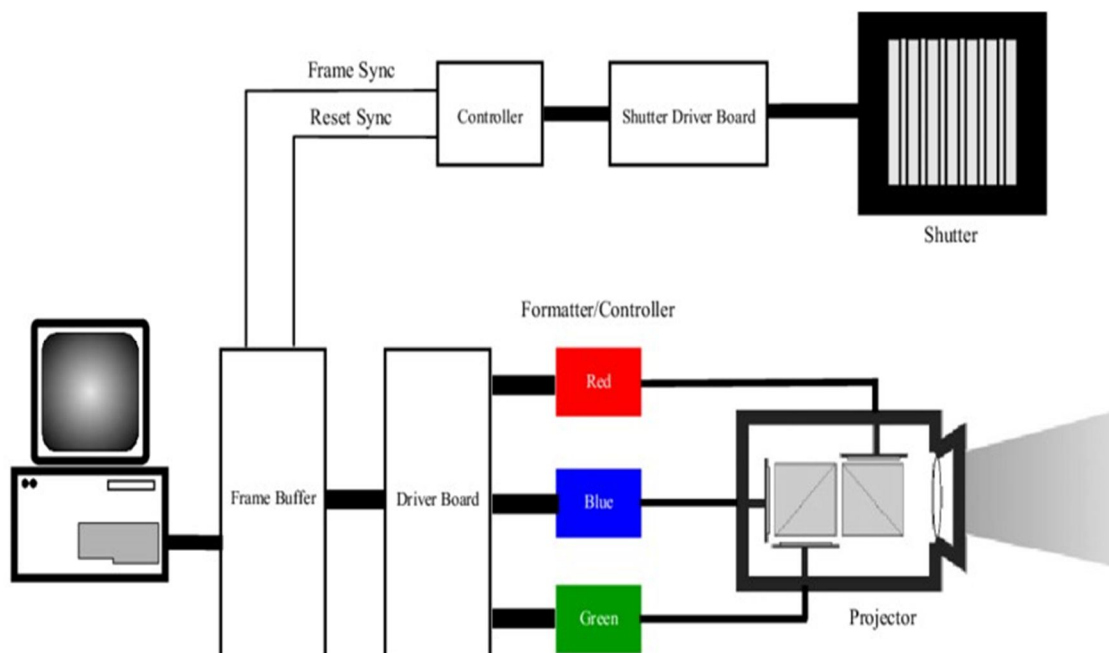 Frame Sync
Reset Sync
Controller
Shutter Driver Board
Shutter
Formatter/Controller
Red
Frame Buffer
Driver Board
Blue
Green
Projector